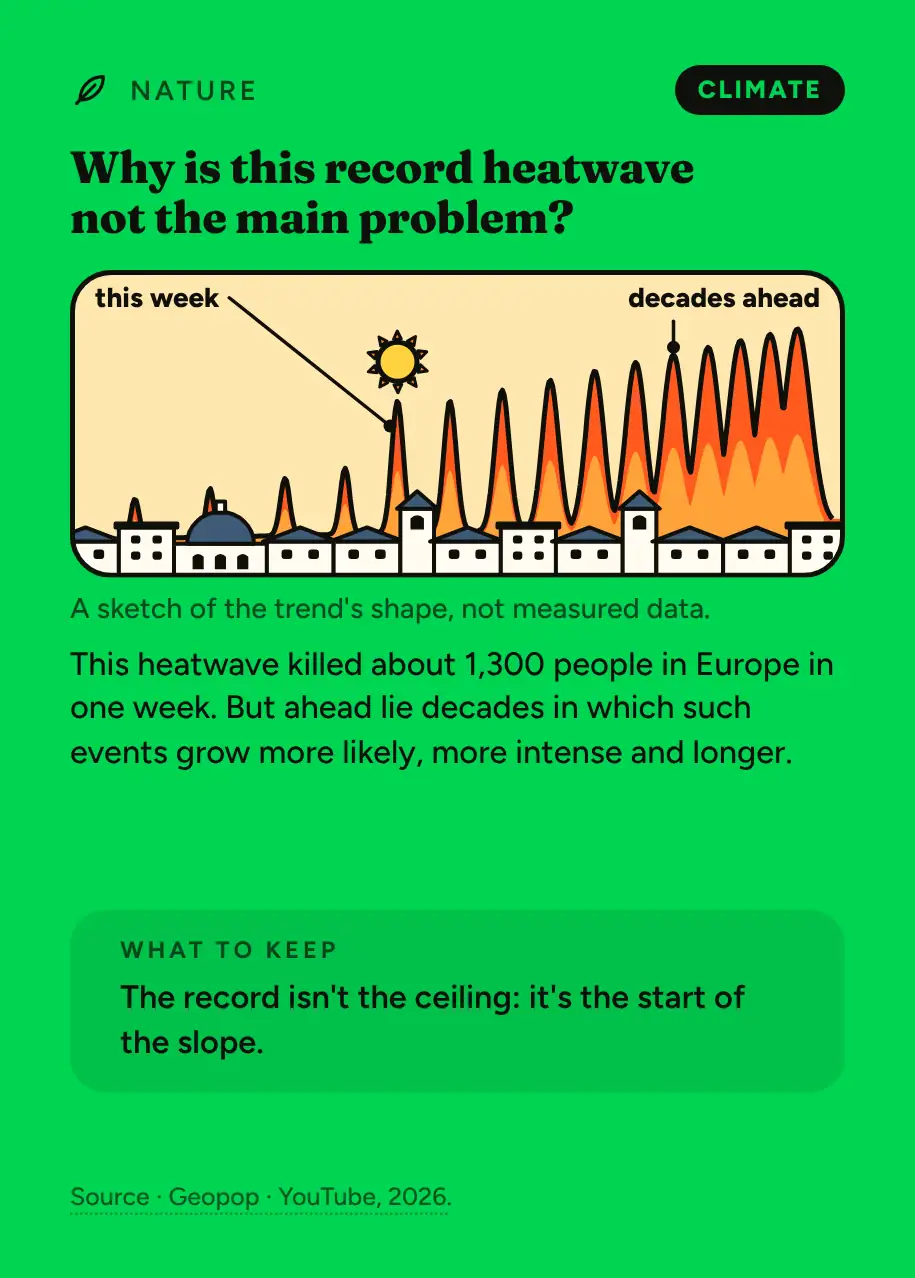 NATURE
CLIMATE
Why is this record heatwave
not the main problem?
this week
decades ahead
A sketch of the trend's shape, not measured data.
This heatwave killed about 1,300 people in Europe in
one week. But ahead lie decades in which such
events grow more likely, more intense and longer.
WHAT TO KEEP
The record isn't the ceiling: it's the start of
the slope.
Source · Geopop · YouTube, 2026.